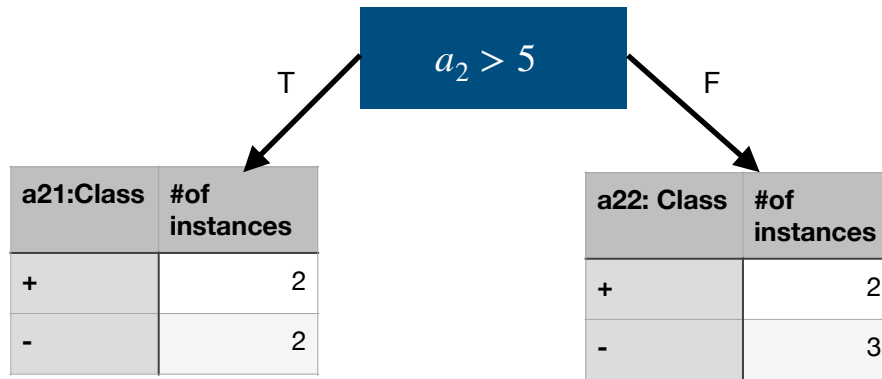 a₂ > 5
T
F
a21:Class #of instances
+ 2
- 2
a22: Class #of instances
+ 2
- 3